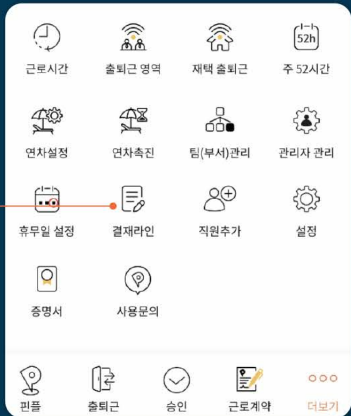 52h
근로시간 출퇴근 영역 재택 출퇴근 주 52시간
연차설정 연차촉진 팀(부서)관리 관리자 관리
휴무일 설정 결재라인 직원추가 설정
증명서 사용문의
핀플 출퇴근 승인 근로계약 더보기